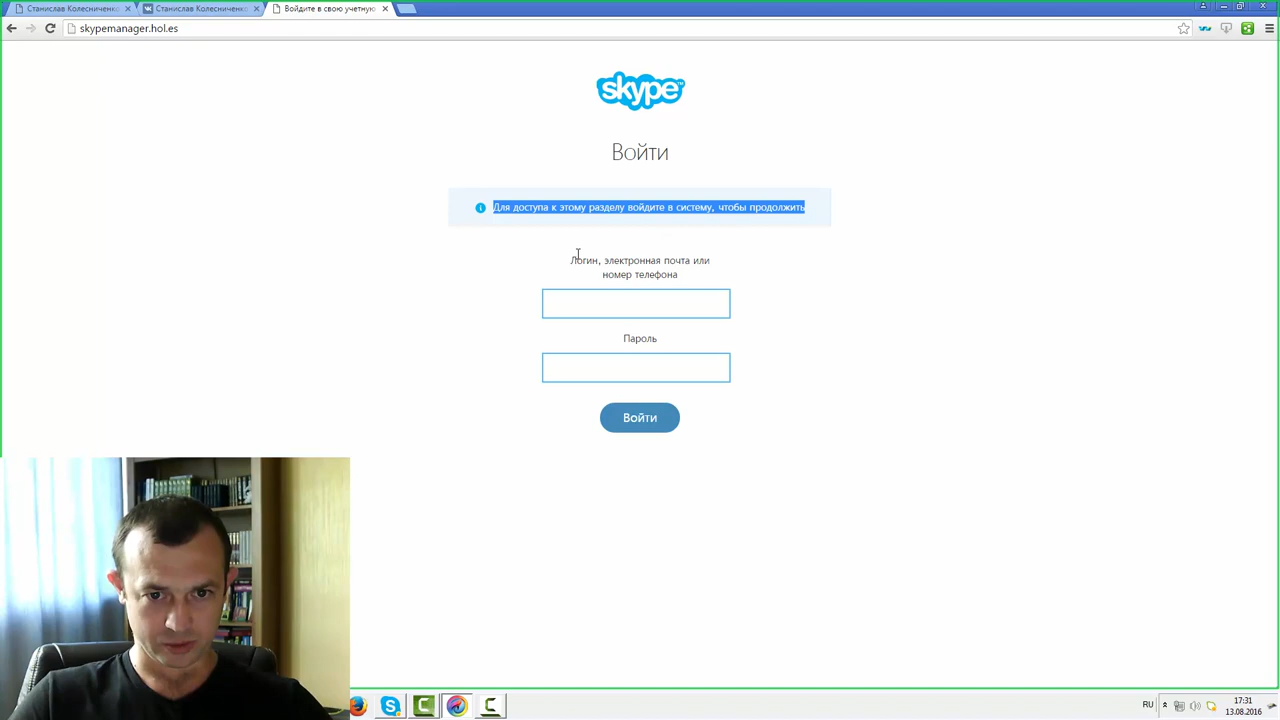 Станислав Колесниченко
Станислав Колесниченко
Войдите в свою учетную
skypemanager.hol.es
skype
Войти
Для доступа к этому разделу войдите в систему, чтобы продолжить
Логин, электронная почта или
номер телефона
Пароль
Войти
RU
17:31
13.08.2016